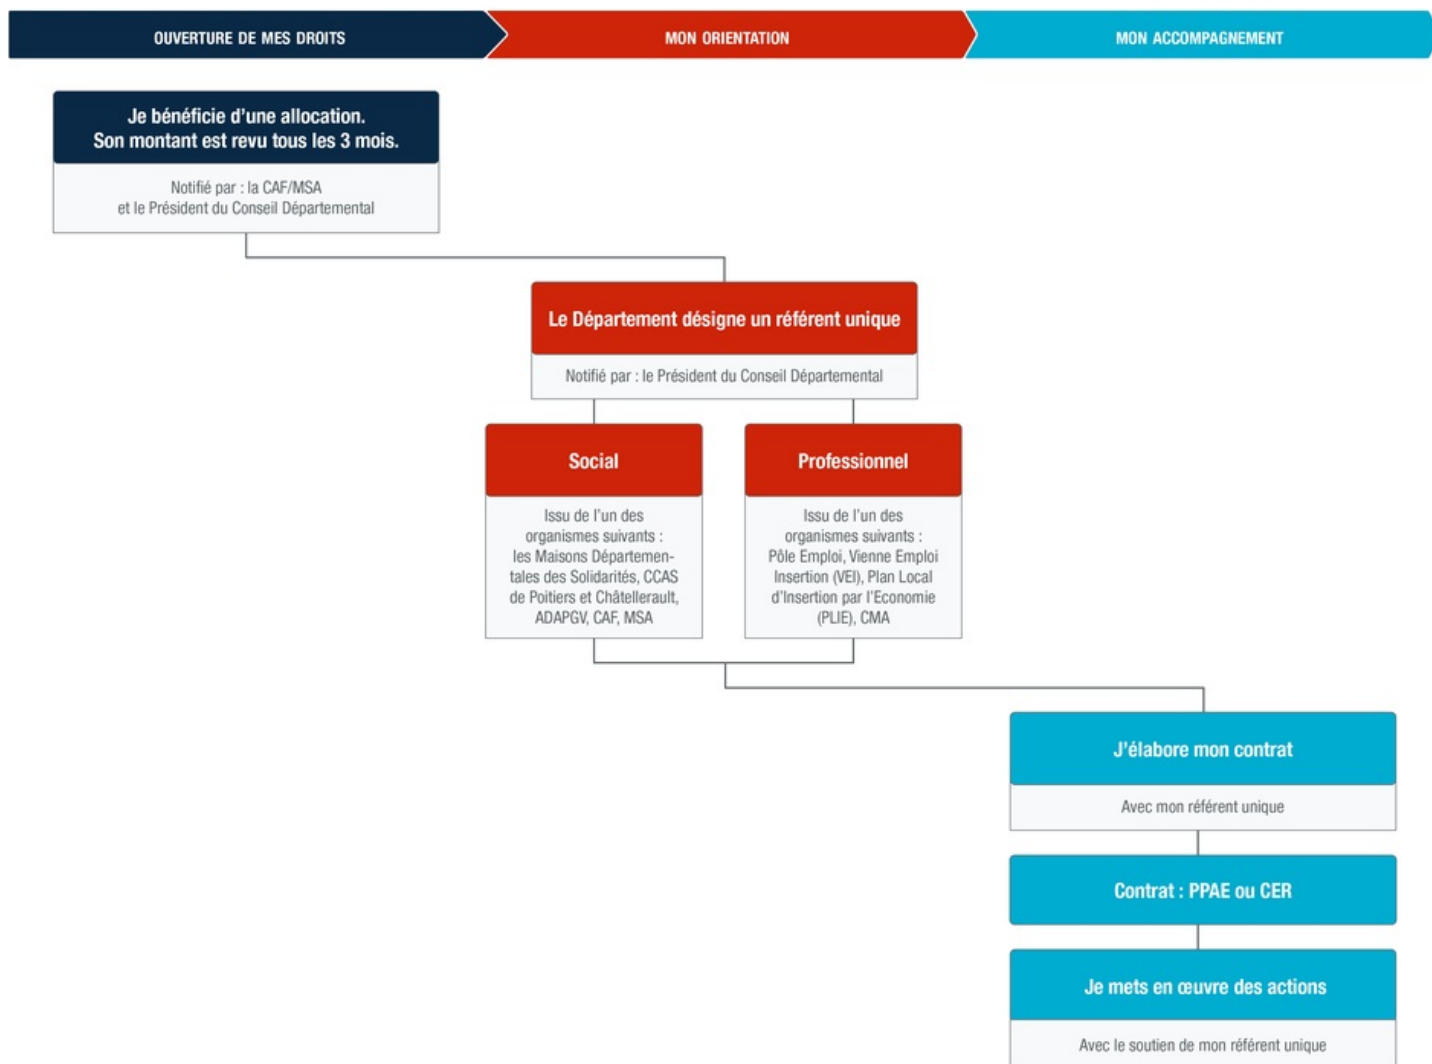 OUVERTURE DE MES DROITS
MON ORIENTATION
MON ACCOMPAGNEMENT
Je bénéficie d'une allocation.
Son montant est revu tous les 3 mois.
Notifié par : la CAF/MSA
et le Président du Conseil Départemental
Le Département désigne un référent unique
Notifié par : le Président du Conseil Départemental
Social
Issu de l'un des
organismes suivants :
les Maisons Départemen-
tales des Solidarités, CCAS
de Poitiers et Châtellerault,
ADAPGV, CAF, MSA
Professionnel
Issu de l'un des
organismes suivants :
Pôle Emploi, Vienne Emploi
Insertion (VEI), Plan Local
d'Insertion par l'Economie
(PLIE), CMA
J'élabore mon contrat
Avec mon référent unique
Contrat : PPAE ou CER
Je mets en œuvre des actions
Avec le soutien de mon référent unique